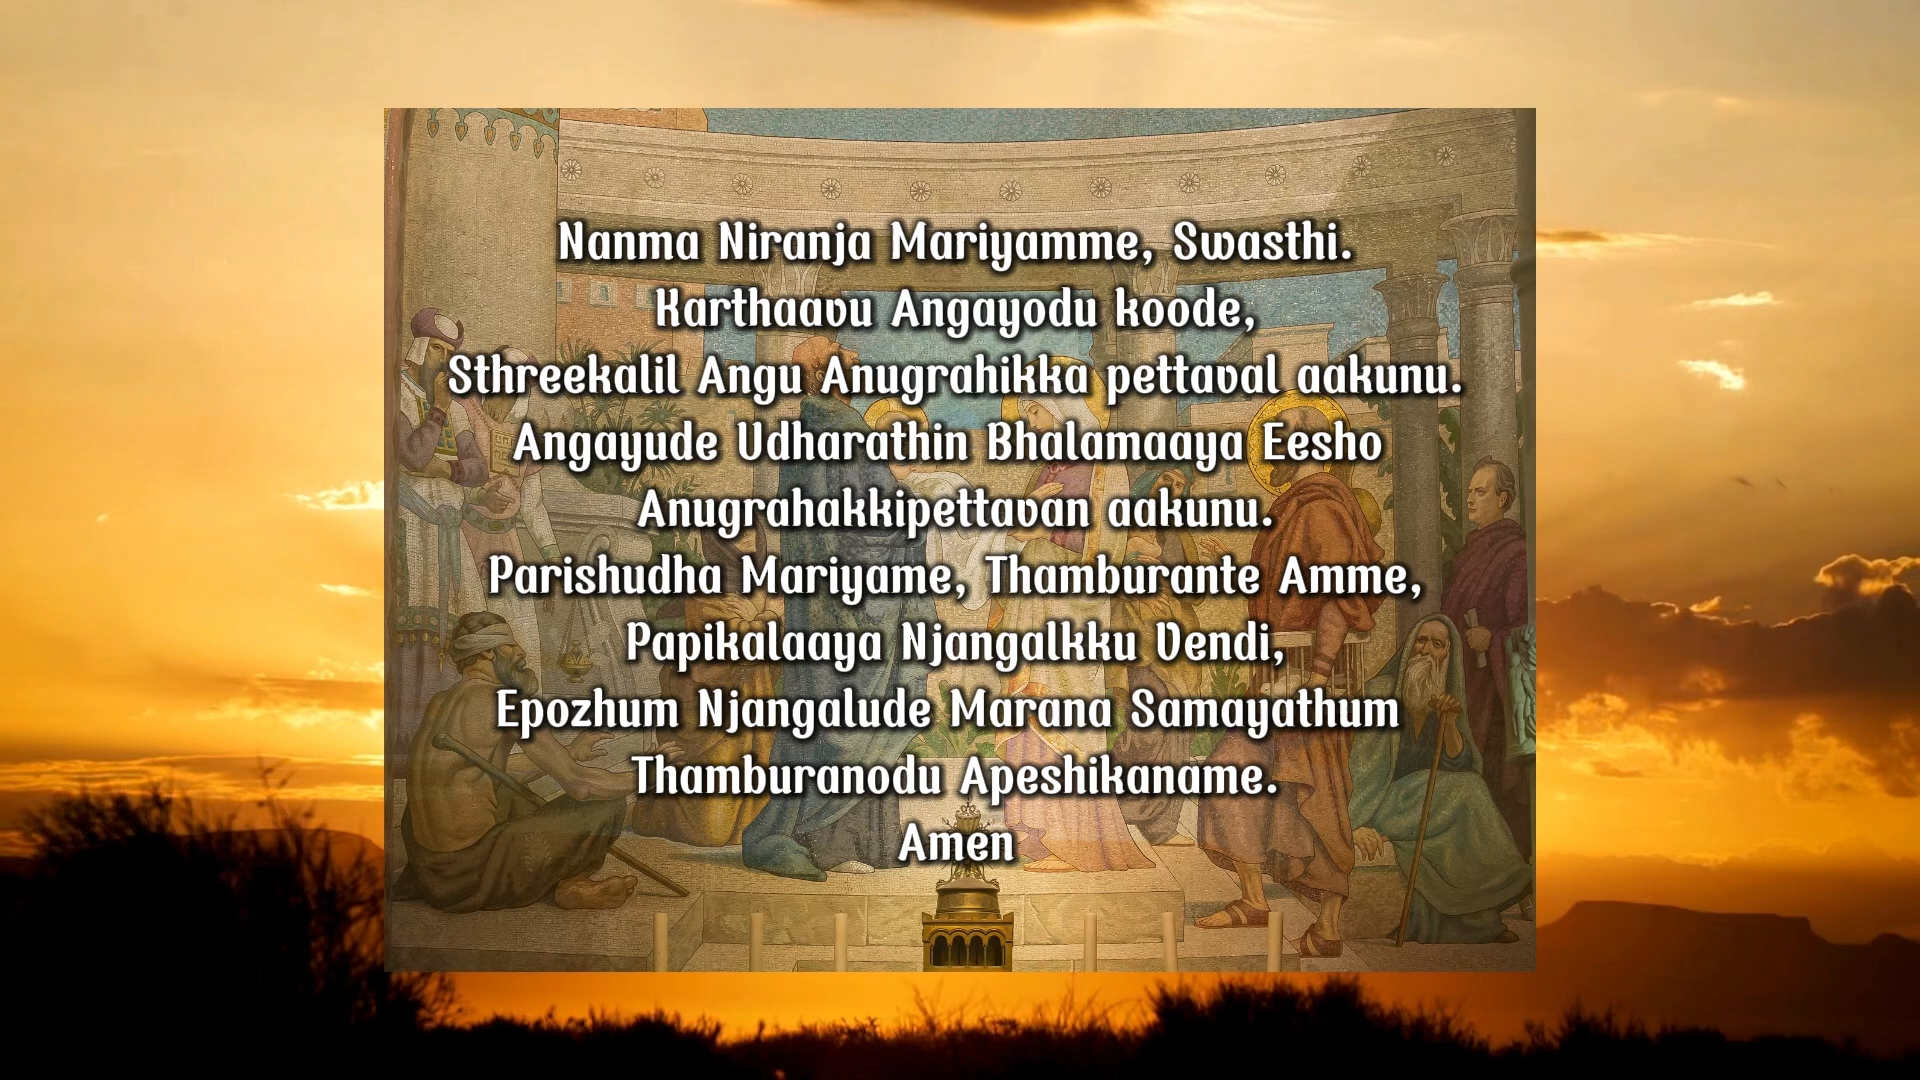 Nanma Niranja Mariyamme, Swasthi.
Karthaavu Angayodu koode,
Sthreekalil Angu Anugrahikka pettaval aakunu.
Angayude Udharathin Bhalamaaya Eesho
Anugrahakkipettavan aakunu.
Parishudha Mariyame, Thamburante Amme,
Papikalaaya Njangalkku Vendi,
Epozhum Njangalude Marana Samayathum
Thamburanodu Apeshikaname.
Amen